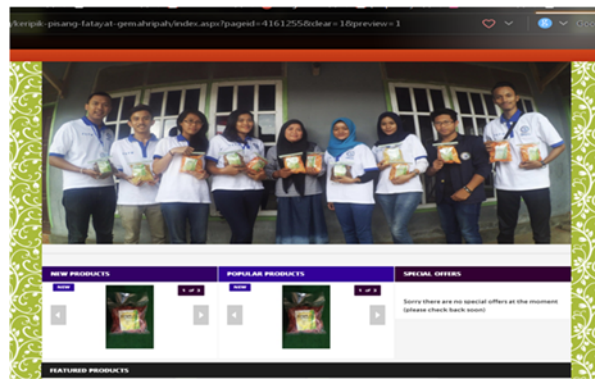 /keripik-pisang-fatayat-gemahripah/index.aspx?pageid=4161255&clear=1&preview=1
NEW PRODUCTS
POPULAR PRODUCTS
SPECIAL OFFERS
NEW
1 of 3
NEW
1 of 3
Sorry there are no special offers at the moment
(please check back soon)
FEATURED PRODUCTS